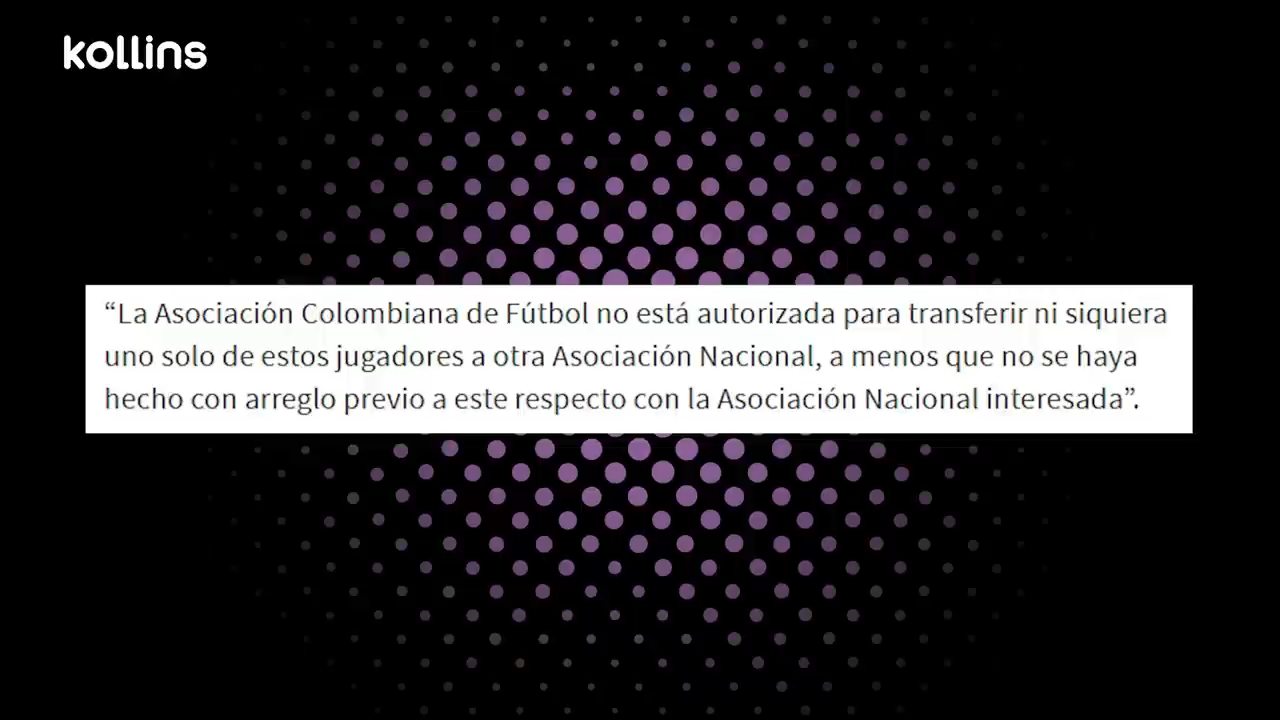 kollins
“La Asociación Colombiana de Fútbol no está autorizada para transferir ni siquiera
uno solo de estos jugadores a otra Asociación Nacional, a menos que no se haya
hecho con arreglo previo a este respecto con la Asociación Nacional interesada”.